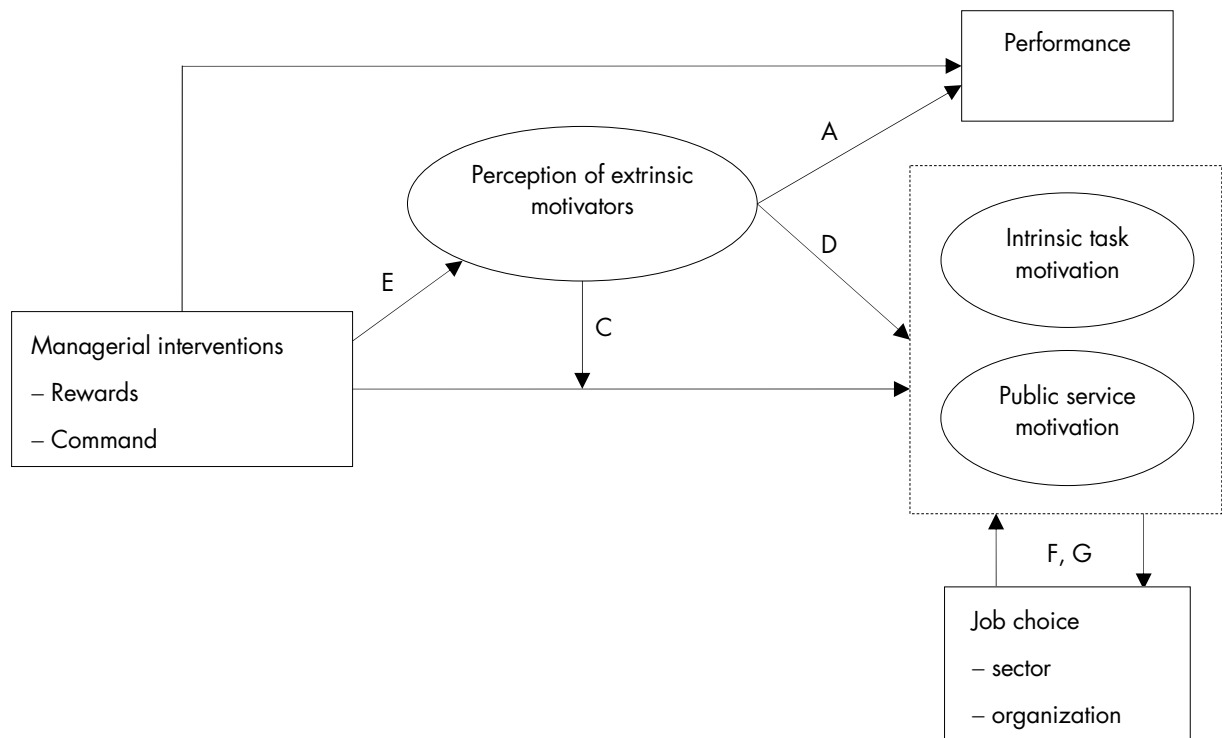 Performance
A
Perception of extrinsic
motivators
D
Intrinsic task
motivation
E
C
Managerial interventions
– Rewards
– Command
Public service
motivation
F, G
Job choice
– sector
– organization